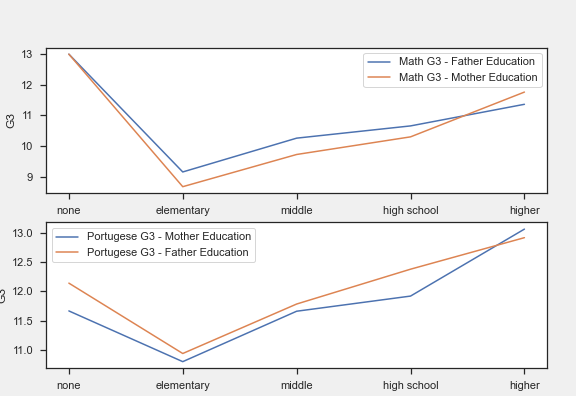 13
12
11
10
9
G3
Math G3 - Father Education
Math G3 - Mother Education
none elementary middle high school higher
13.0
12.5
12.0
11.5
11.0
G3
Portugese G3 - Mother Education
Portugese G3 - Father Education
none elementary middle high school higher